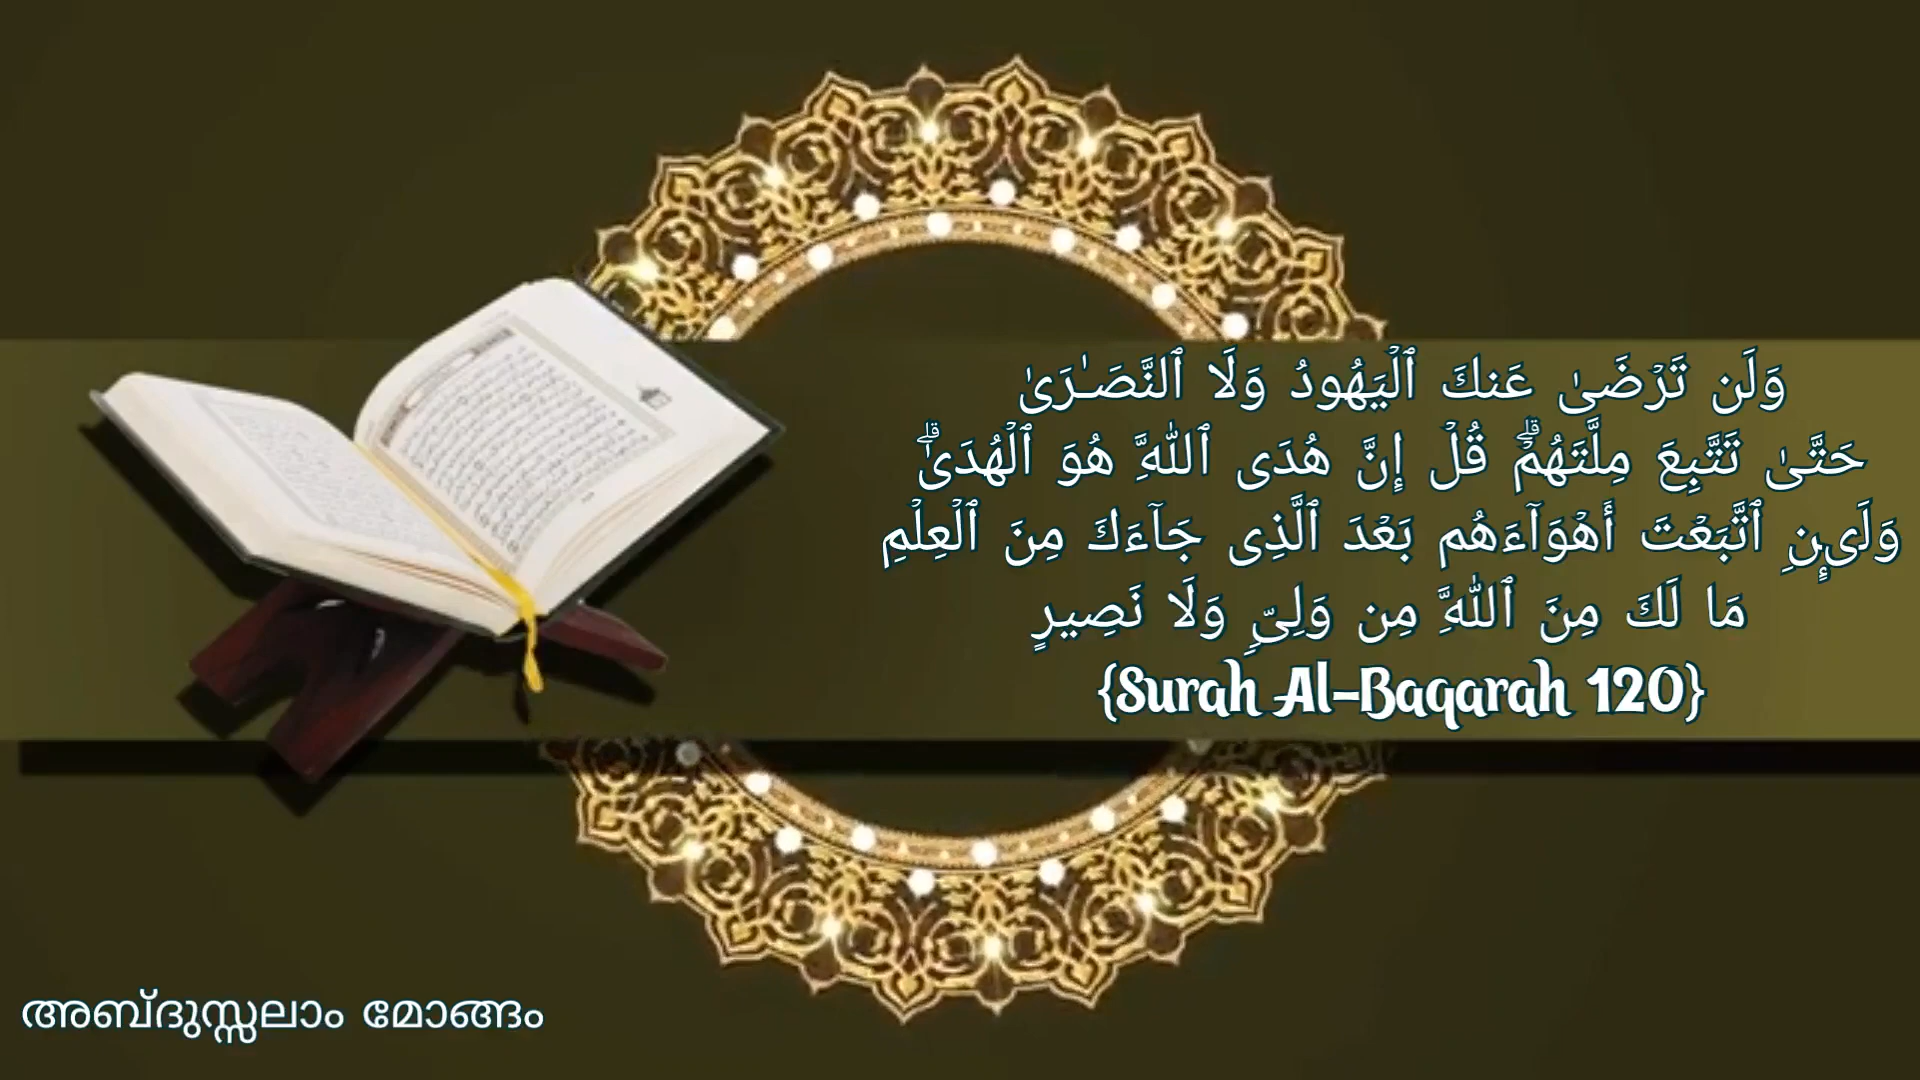 وَلَن تَرْضَىٰ عَنكَ ٱلْيَهُودُ وَلَا ٱلنَّصَـٰرَىٰ
حَتَّىٰ تَتَّبِعَ مِلَّتَهُمْ ۗ قُلْ إِنَّ هُدَى ٱللَّهِ هُوَ ٱلْهُدَىٰ ۗ
وَلَىِٕنِ ٱتَّبَعْتَ أَهْوَآءَهُم بَعْدَ ٱلَّذِى جَآءَكَ مِنَ ٱلْعِلْمِ
مَا لَكَ مِنَ ٱللَّهِ مِن وَلِىٍّ وَلَا نَصِيرٍ
{Surah Al-Baqarah 120}
അബ്ദുസ്സലാം മോങ്ങം